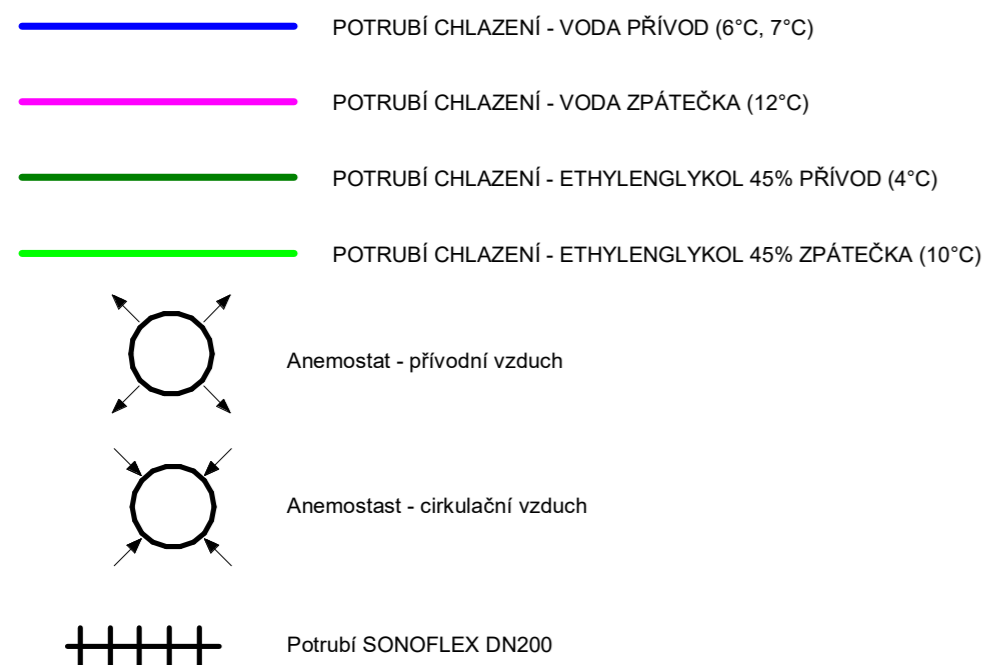 POTRUBÍ CHLAZENÍ - VODA PŘÍVOD (6°C, 7°C)
POTRUBÍ CHLAZENÍ - VODA ZPÁTEČKA (12°C)
POTRUBÍ CHLAZENÍ - ETHYLENGLYKOL 45% PŘÍVOD (4°C)
POTRUBÍ CHLAZENÍ - ETHYLENGLYKOL 45% ZPÁTEČKA (10°C)
Anemostat - přívodní vzduch
Anemostast - cirkulační vzduch
Potrubí SONOFLEX DN200